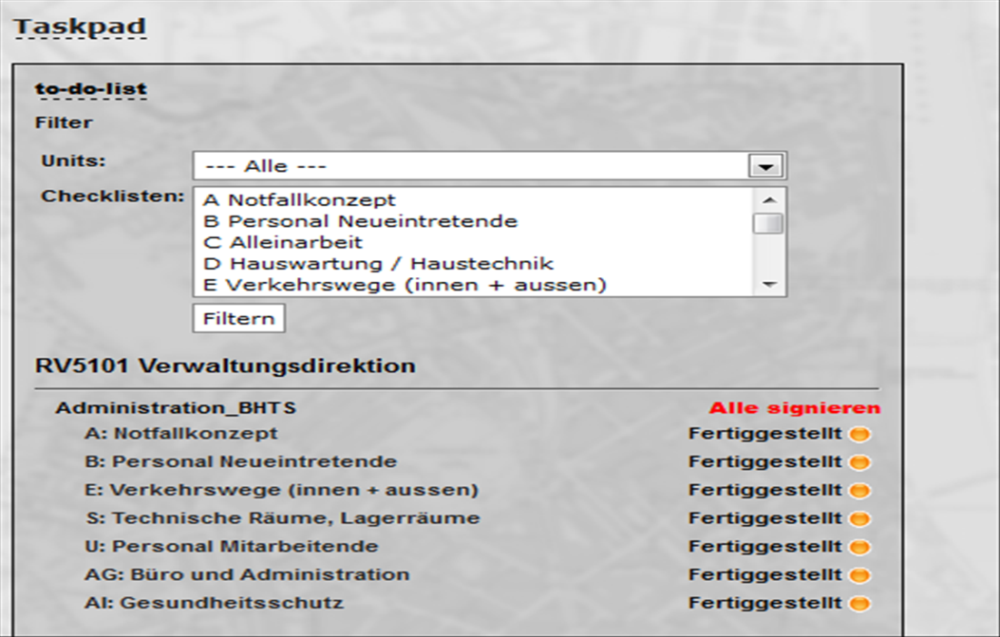 Taskpad
to-do-list
Filter
Units: --- Alle ---
Checklisten: A Notfallkonzept
B Personal Neueintretende
C Alleinarbeit
D Hauswartung / Haustechnik
E Verkehrswege (innen + aussen)
Filtern
RV5101 Verwaltungsdirektion
Administration_BHTS Alle signieren
A: Notfallkonzept Fertiggestellt
B: Personal Neueintretende Fertiggestellt
E: Verkehrswege (innen + aussen) Fertiggestellt
S: Technische Räume, Lagerräume Fertiggestellt
U: Personal Mitarbeitende Fertiggestellt
AG: Büro und Administration Fertiggestellt
AI: Gesundheitsschutz Fertiggestellt